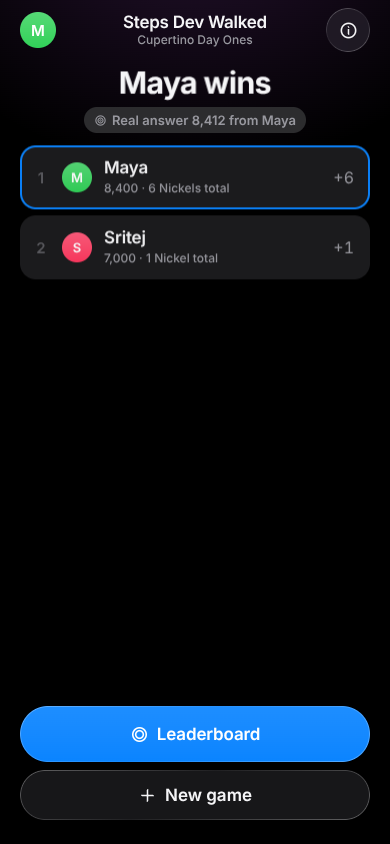 M
Steps Dev Walked
Cupertino Day Ones
Maya wins
Real answer 8,412 from Maya
1
M
Maya
8,400 · 6 Nickels total
+6
2
S
Sritej
7,000 · 1 Nickel total
+1
Leaderboard
New game